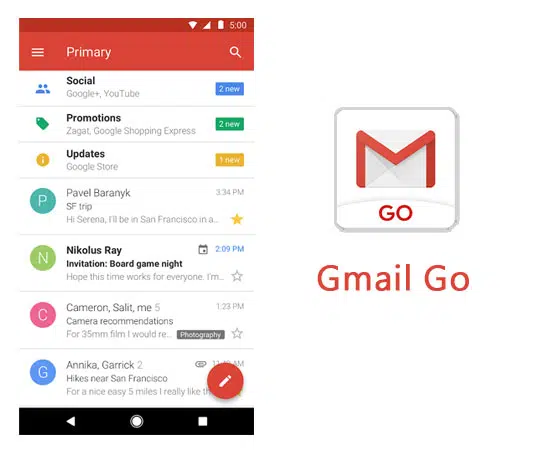 5:00
Primary
Social
Google+, YouTube
2 new
Promotions
Zagat, Google Shopping Express
2 new
Updates
Google Store
1 new
P
Pavel Baranyk
3:34 PM
SF trip
Hi Serena, I'll be in San Francisco in a...
N
Nikolus Ray
2:09 PM
Invitation: Board game night
Hope this time works for everyone. I'm...
C
Cameron, Salit, me 5
1:23 PM
Camera recommendations
For 35mm film I would re...
Photography
A
Annika, Garrick 2
AM
Hikes near San Francisco
For a nice easy 5 miles I really like th
GO
Gmail Go